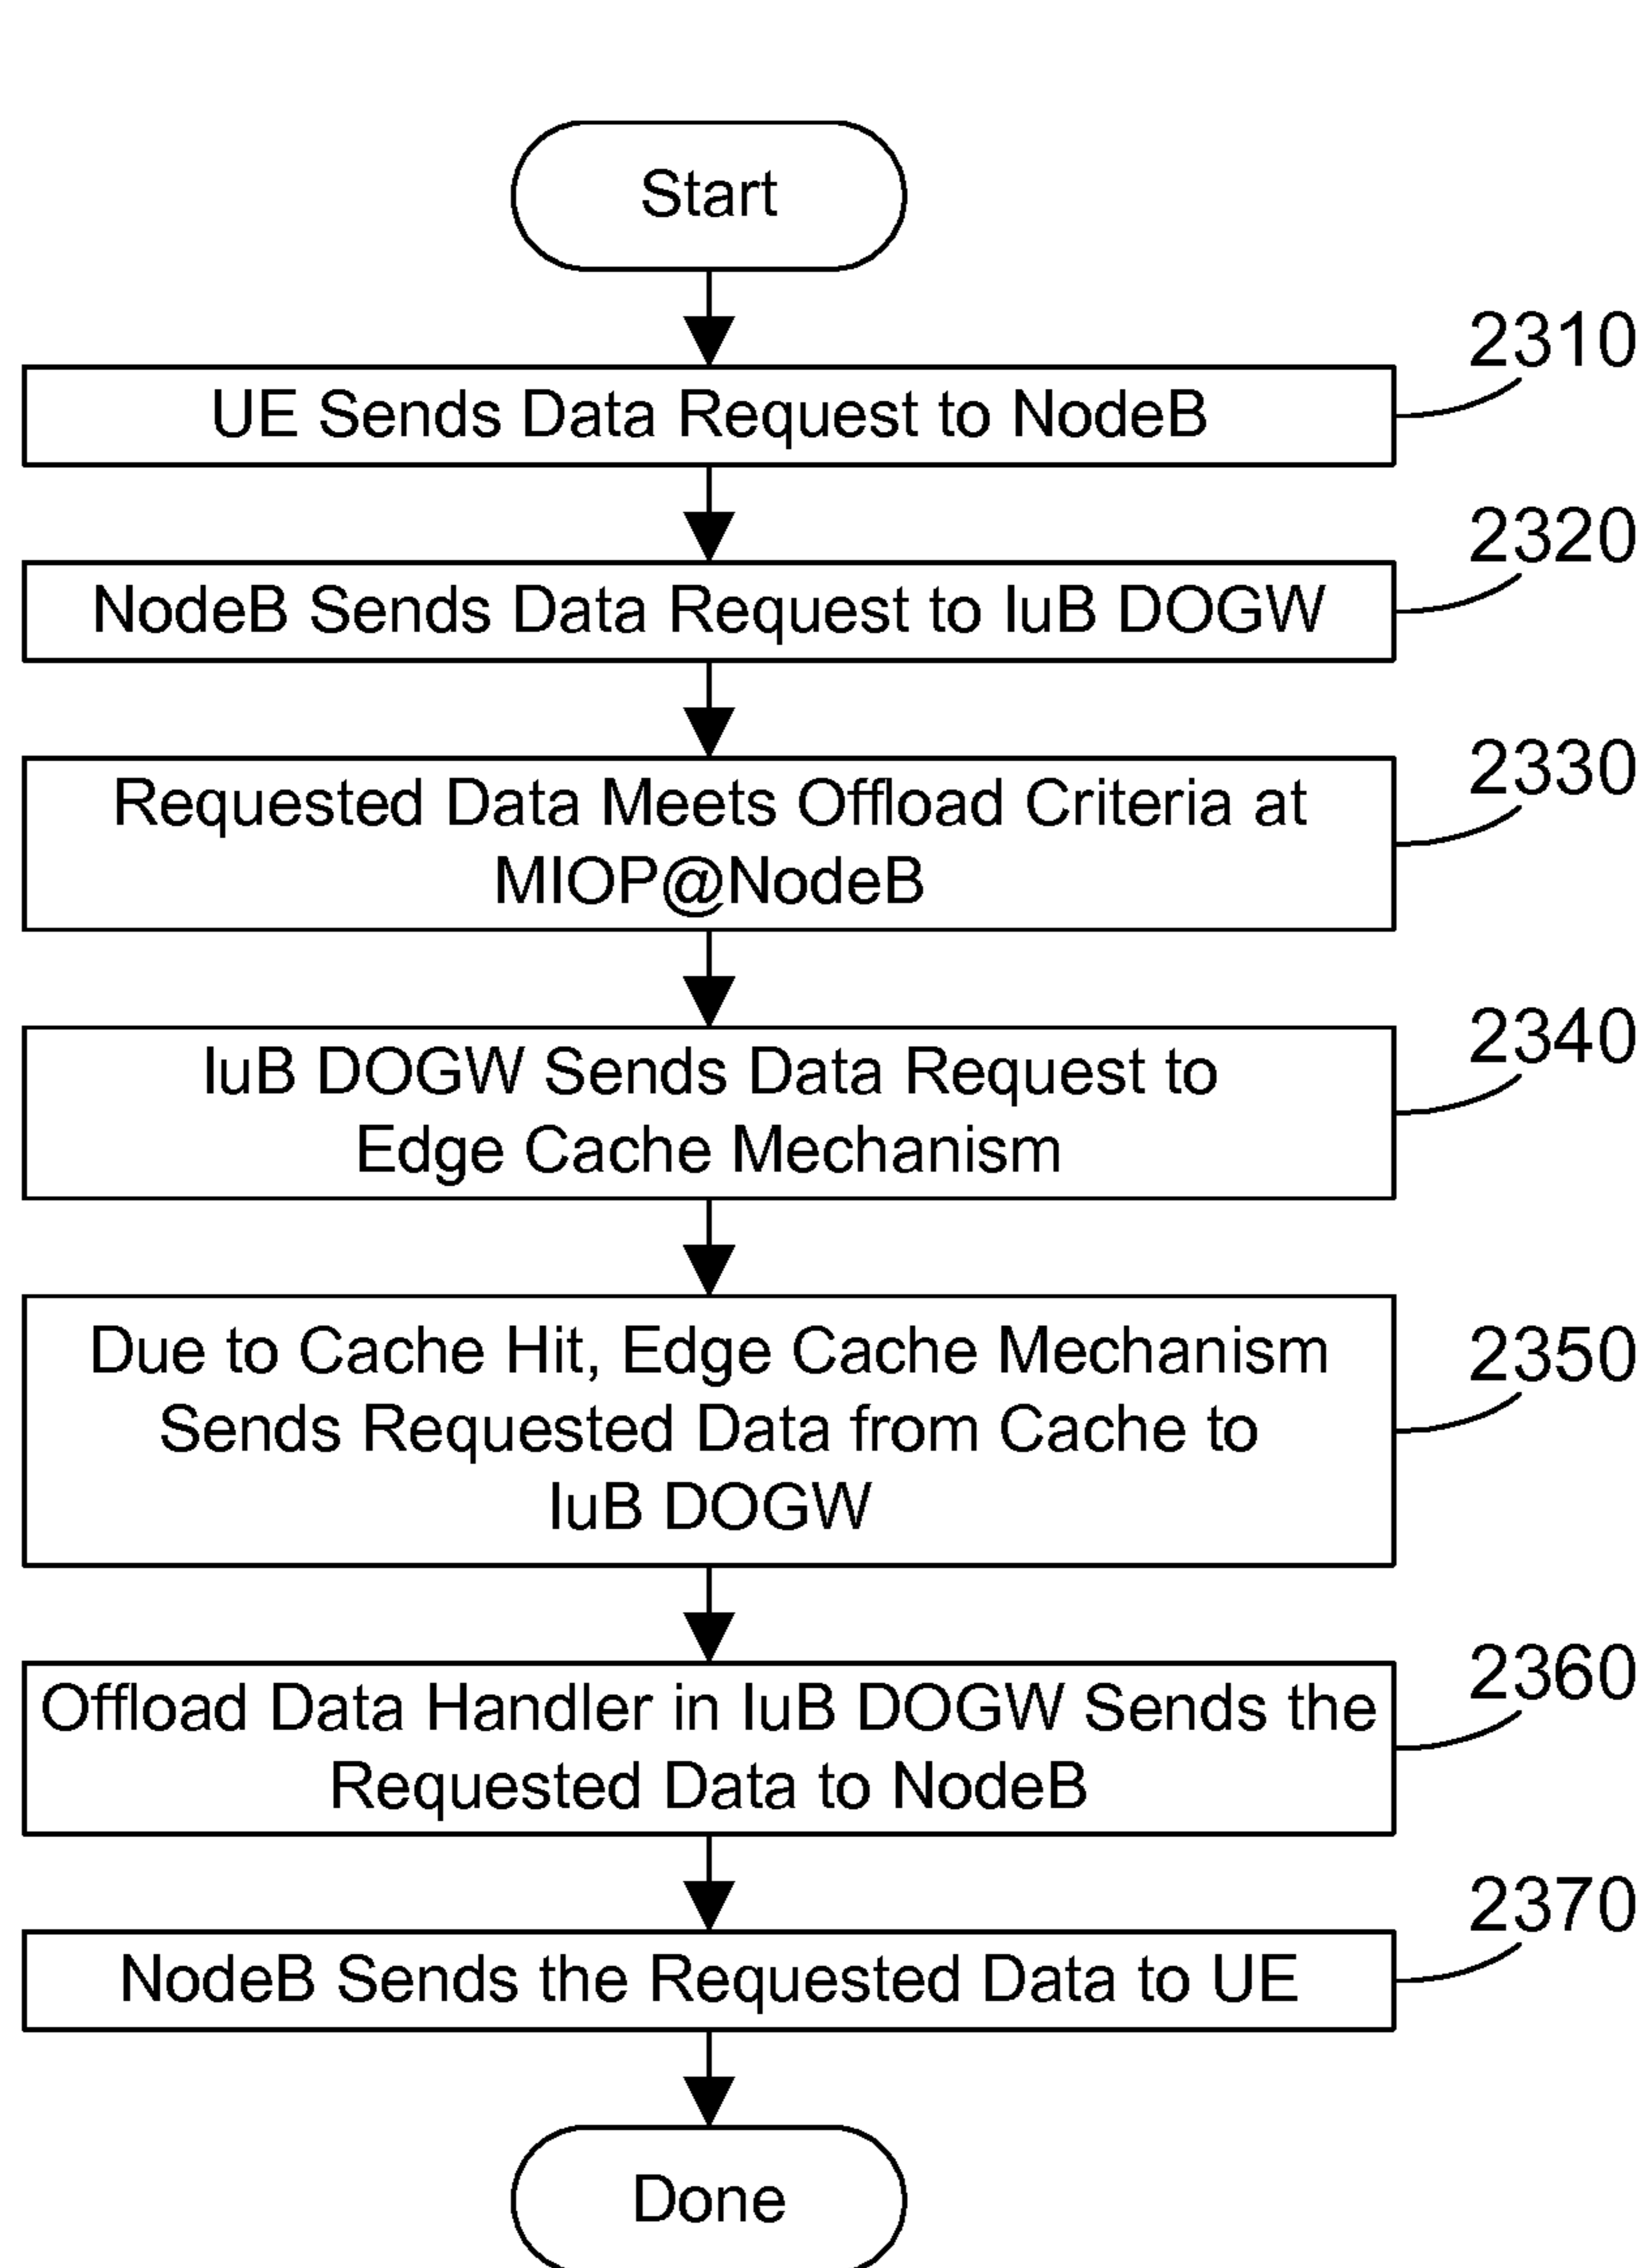 Start
2310
UE Sends Data Request to NodeB
2320
NodeB Sends Data Request to IuB DOGW
2330
Requested Data Meets Offload Criteria at
MIOP@NodeB
2340
IuB DOGW Sends Data Request to
Edge Cache Mechanism
2350
Due to Cache Hit, Edge Cache Mechanism
Sends Requested Data from Cache to
IuB DOGW
2360
Offload Data Handler in IuB DOGW Sends the
Requested Data to NodeB
2370
NodeB Sends the Requested Data to UE
Done